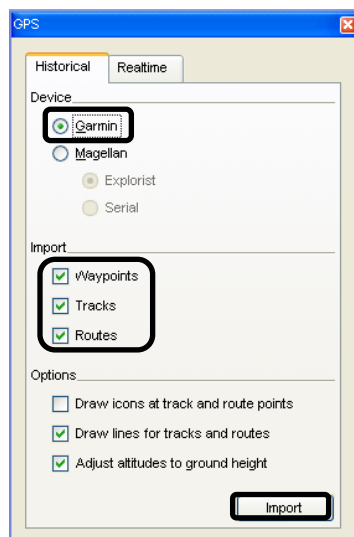 GPS
Historical Realtime
Device
Garmin
Magellan
Explorist
Serial
Import
Waypoints
Tracks
Routes
Options
Draw icons at track and route points
Draw lines for tracks and routes
Adjust altitudes to ground height
Import